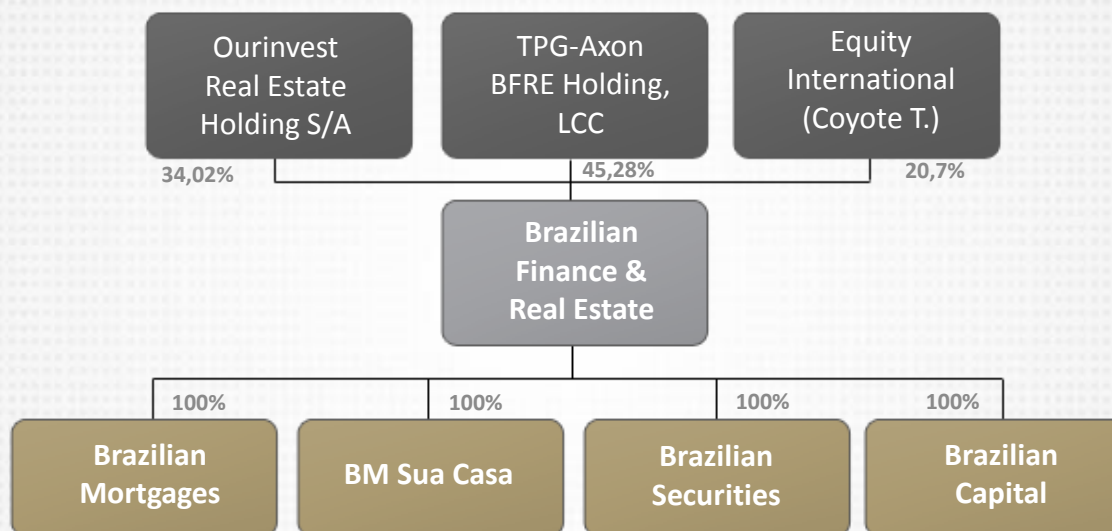 Ourinvest
Real Estate
Holding S/A
TPG-Axon
BFRE Holding,
LCC
Equity
International
(Coyote T.)
34,02%
45,28%
20,7%
Brazilian
Finance &
Real Estate
100%
100%
100%
100%
Brazilian
Mortgages
BM Sua Casa
Brazilian
Securities
Brazilian
Capital